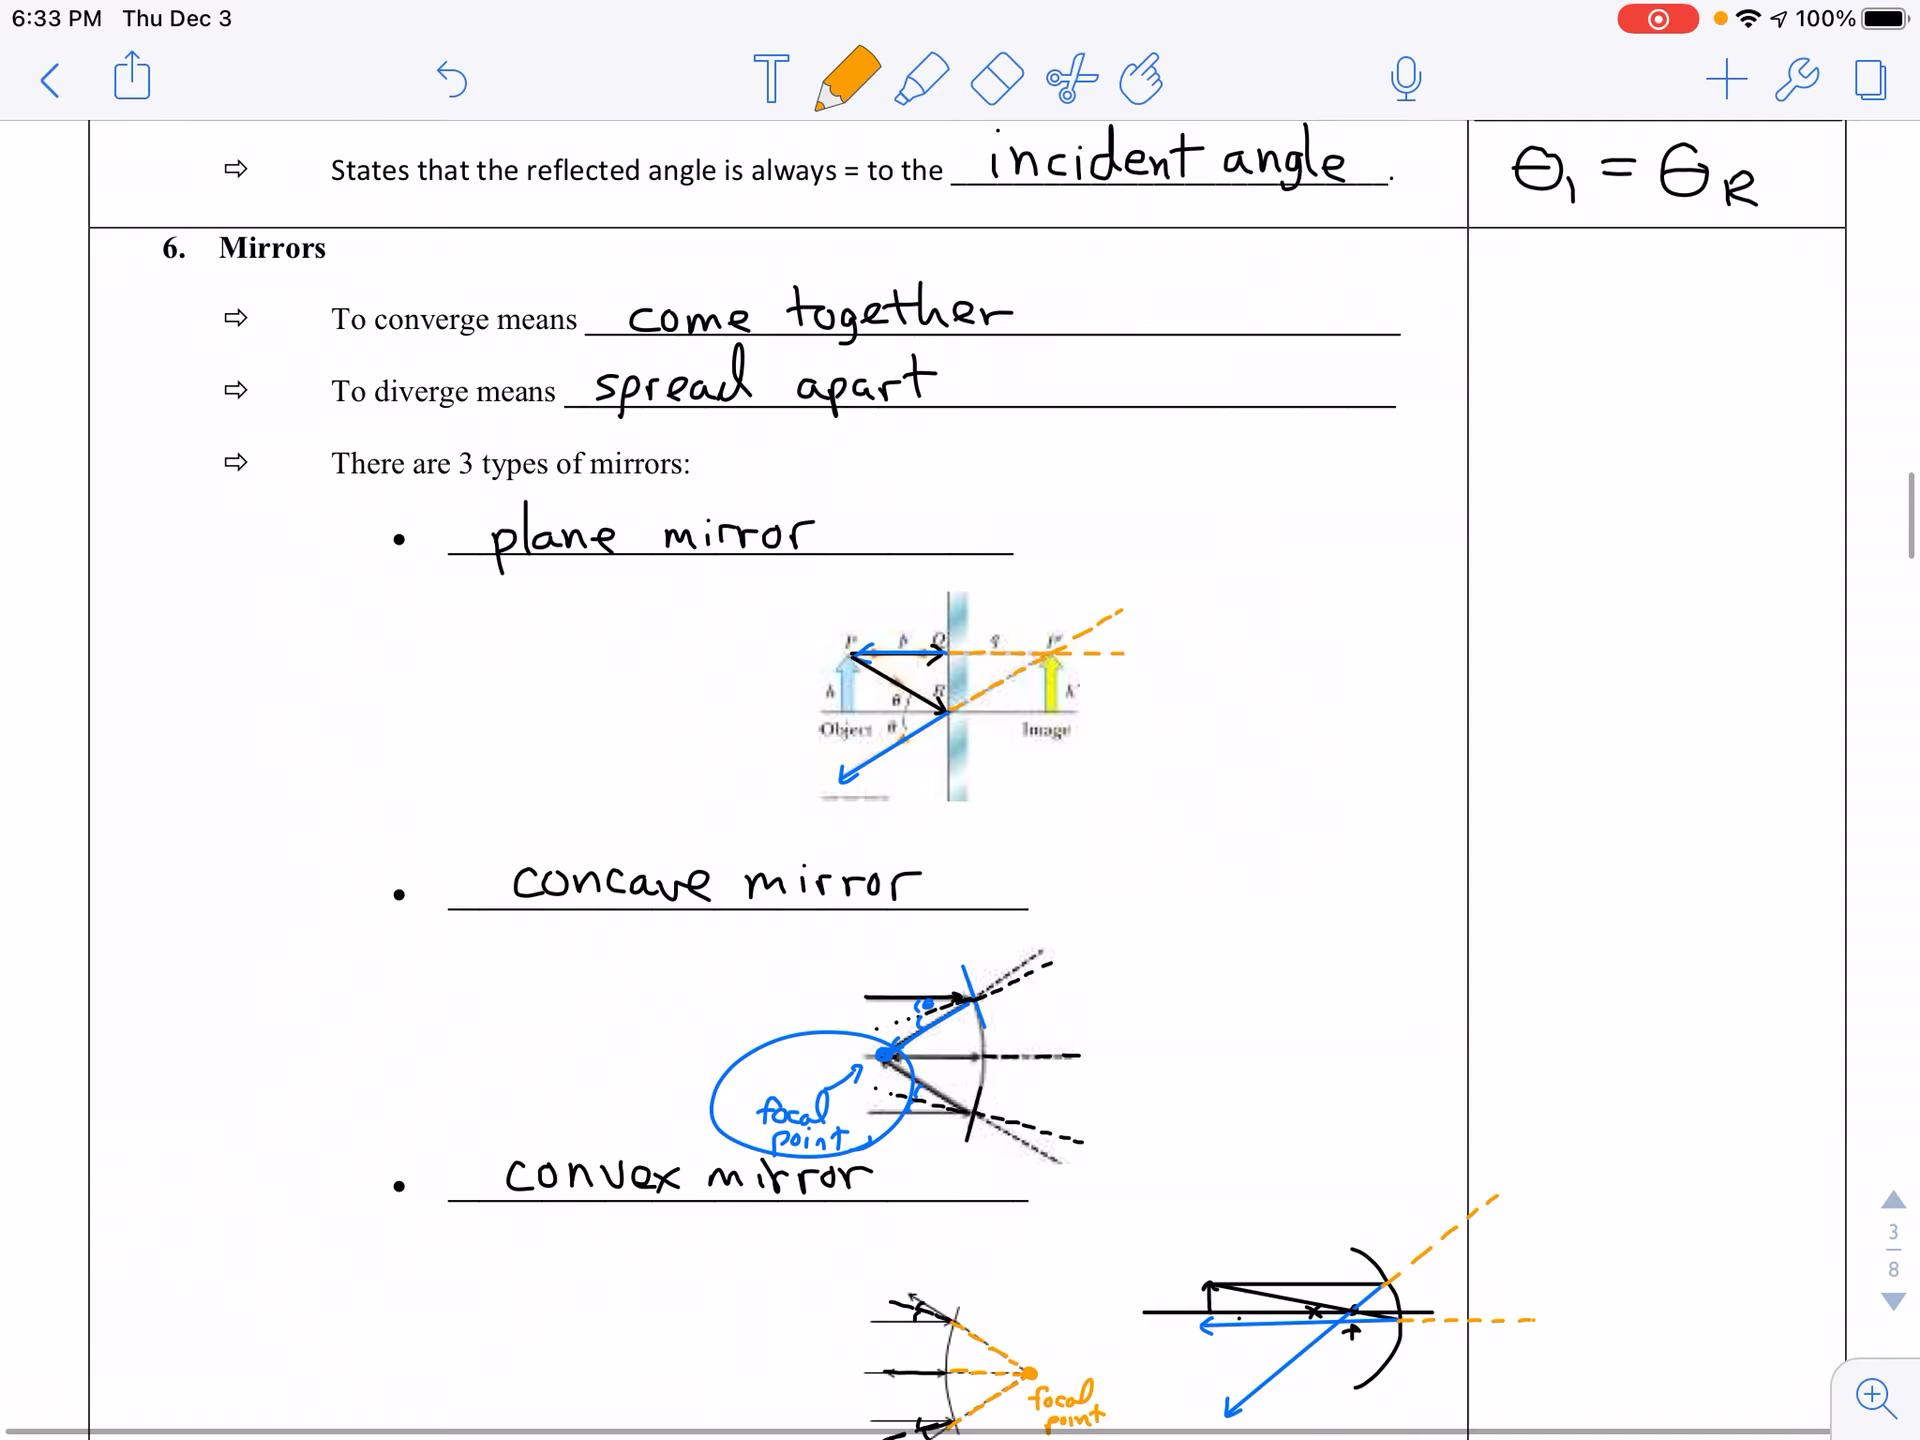 6:33 PM Thu Dec 3
100%
T
⇨ States that the reflected angle is always = to the incident angle.
θ₁ = θ_R
6. Mirrors
⇨ To converge means come together
⇨ To diverge means spread apart
⇨ There are 3 types of mirrors:
• plane mirror
P p Q q P'
h θ R h'
Object θ Image
• concave mirror
θ
focal
point
• convex mirror
3
8
x
focal
point